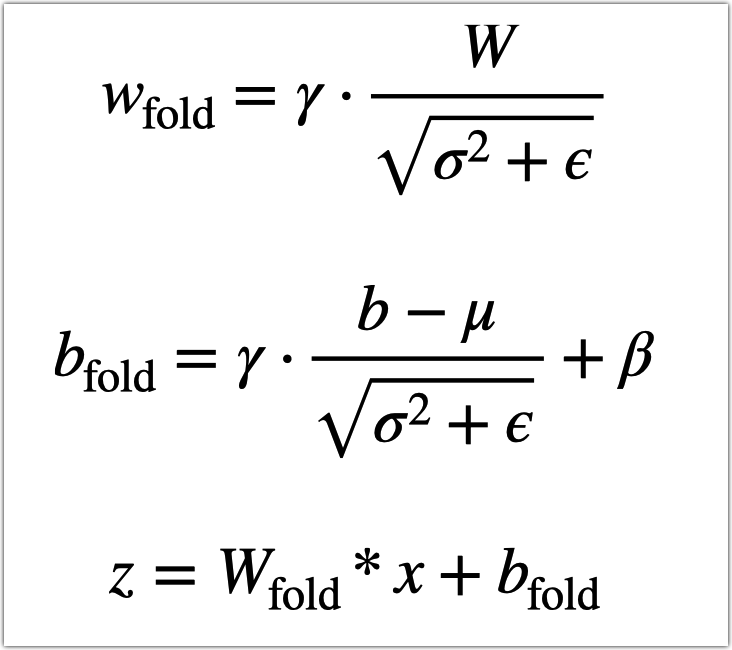 w_fold = γ · W / √(σ² + ϵ)
b_fold = γ · (b − μ) / √(σ² + ϵ) + β
z = W_fold * x + b_fold